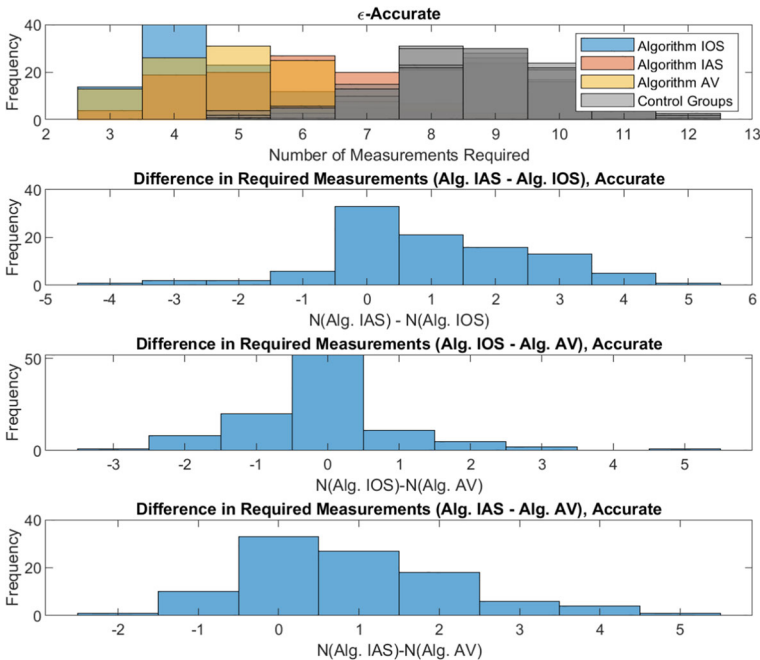 ϵ-Accurate
40
20
0
Frequency
Algorithm IOS
Algorithm IAS
Algorithm AV
Control Groups
2 3 4 5 6 7 8 9 10 11 12 13
Number of Measurements Required
Difference in Required Measurements (Alg. IAS - Alg. IOS), Accurate
40
20
0
Frequency
-5 -4 -3 -2 -1 0 1 2 3 4 5 6
N(Alg. IAS) - N(Alg. IOS)
Difference in Required Measurements (Alg. IOS - Alg. AV), Accurate
50
0
Frequency
-3 -2 -1 0 1 2 3 4 5
N(Alg. IOS)-N(Alg. AV)
Difference in Required Measurements (Alg. IAS - Alg. AV), Accurate
40
20
0
Frequency
-2 -1 0 1 2 3 4 5
N(Alg. IAS)-N(Alg. AV)